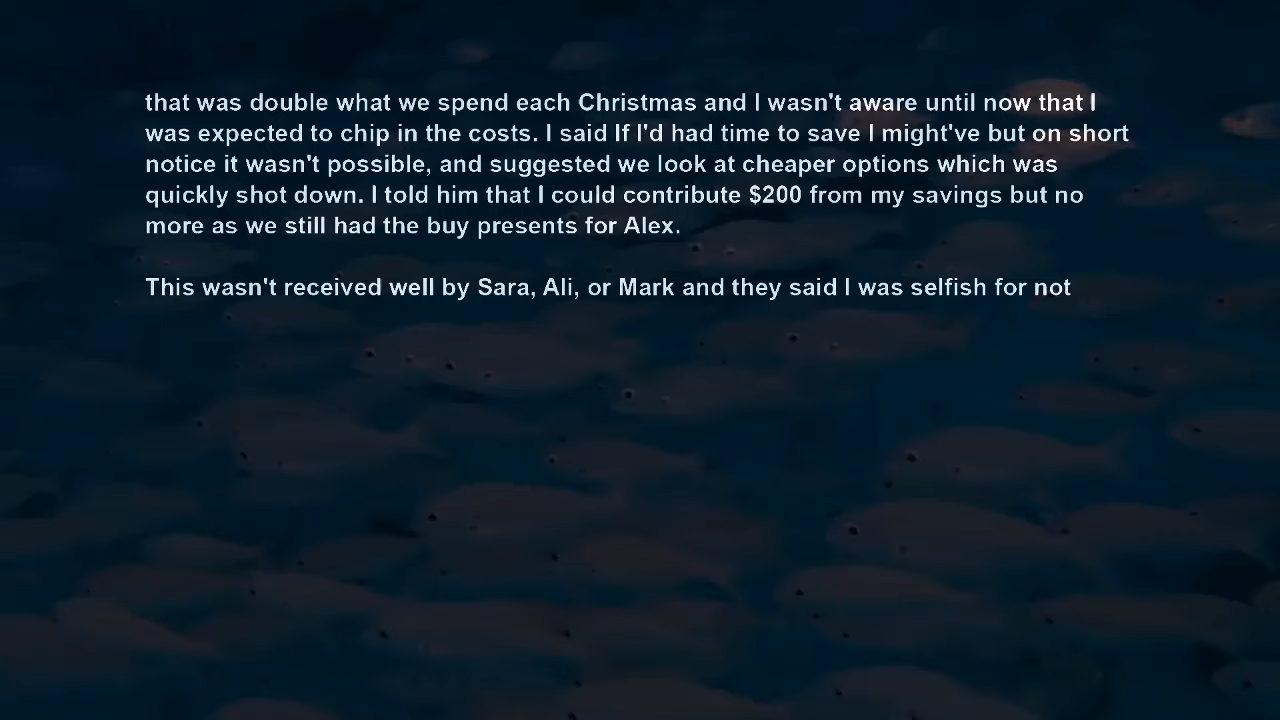 that was double what we spend each Christmas and I wasn't aware until now that I
was expected to chip in the costs. I said If I'd had time to save I might've but on short
notice it wasn't possible, and suggested we look at cheaper options which was
quickly shot down. I told him that I could contribute $200 from my savings but no
more as we still had the buy presents for Alex.
This wasn't received well by Sara, Ali, or Mark and they said I was selfish for not